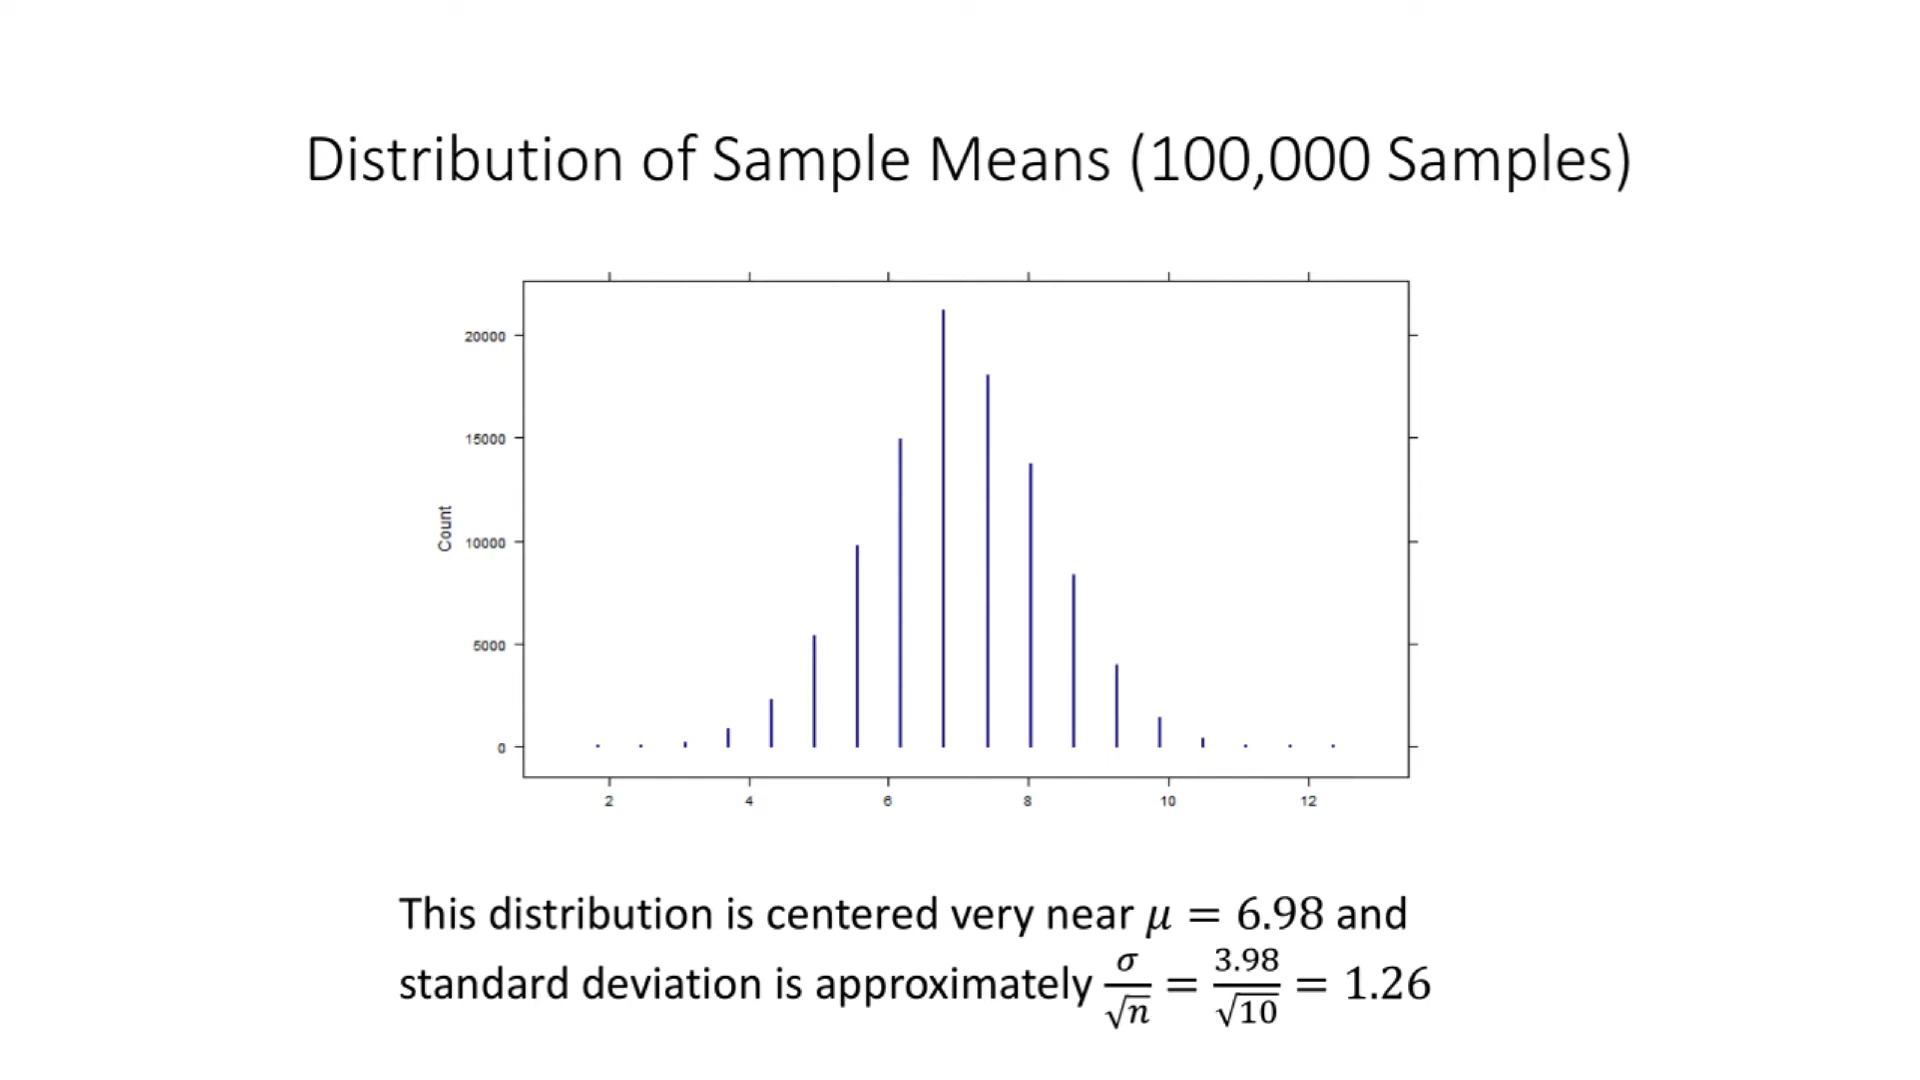 Distribution of Sample Means (100,000 Samples)
20000
15000
10000
5000
0
Count
2 4 6 8 10 12
This distribution is centered very near μ = 6.98 and
standard deviation is approximately σ/√n = 3.98/√10 = 1.26